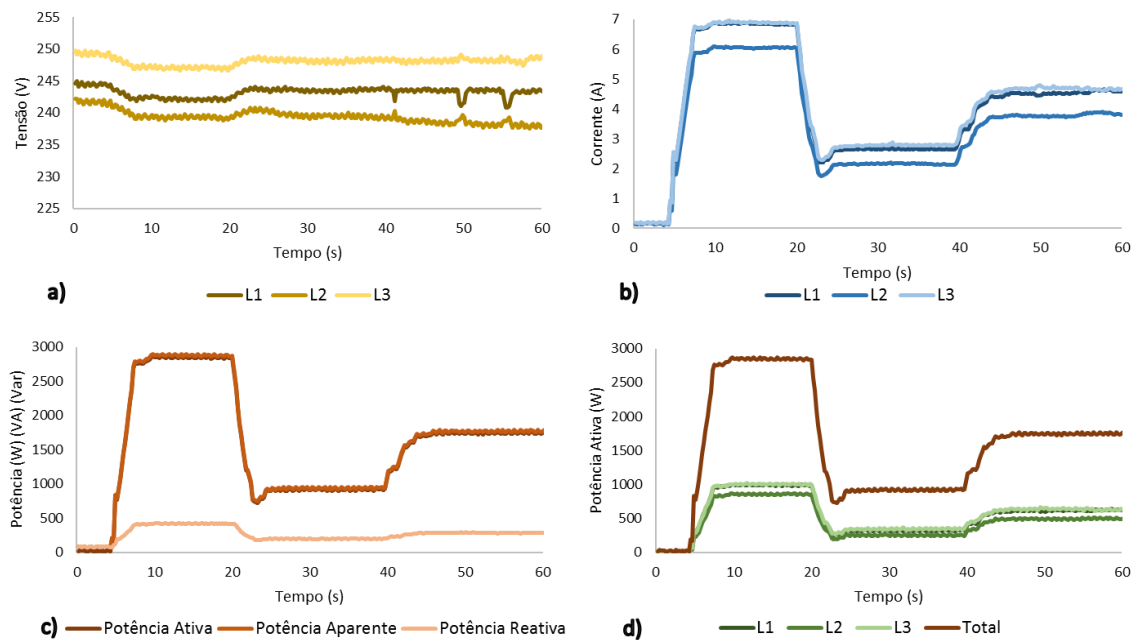 255
250
245
240
235
230
225
Tensão (V)
0 10 20 30 40 50 60
Tempo (s)
a)
L1 L2 L3
7
6
5
4
3
2
1
0
Corrente (A)
0 10 20 30 40 50 60
Tempo (s)
b)
L1 L2 L3
3000
2500
2000
1500
1000
500
0
Potência (W) (VA) (Var)
0 10 20 30 40 50 60
Tempo (s)
c)
Potência Ativa Potência Aparente Potência Reativa
3000
2500
2000
1500
1000
500
0
Potência Ativa (W)
0 10 20 30 40 50 60
Tempo (s)
d)
L1 L2 L3 Total